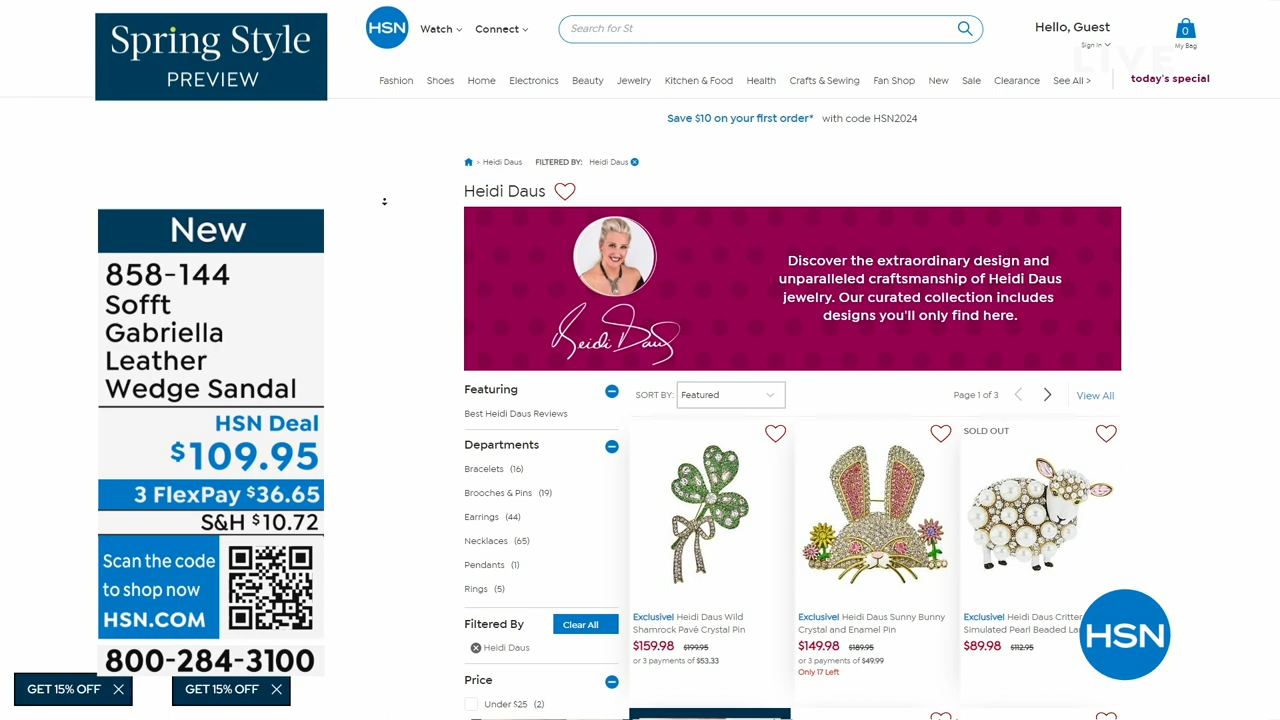 Spring Style
PREVIEW
HSN
Watch
Connect
Search for St
Hello, Guest
Sign In
0
My Bag
LIVE
Fashion Shoes Home Electronics Beauty Jewelry Kitchen & Food Health Crafts & Sewing Fan Shop New Sale Clearance See All >
today's special
Save $10 on your first order* with code HSN2024
> Heidi Daus FILTERED BY: Heidi Daus
Heidi Daus
Discover the extraordinary design and
unparalleled craftsmanship of Heidi Daus
jewelry. Our curated collection includes
designs you'll only find here.
Heidi Daus
New
858-144
Sofft
Gabriella
Leather
Wedge Sandal
HSN Deal
$109.95
3 FlexPay $36.65
S&H $10.72
Scan the code
to shop now
HSN.COM
800-284-3100
GET 15% OFF
GET 15% OFF
Featuring
Best Heidi Daus Reviews
Departments
Bracelets (16)
Brooches & Pins (19)
Earrings (44)
Necklaces (65)
Pendants (1)
Rings (5)
Filtered By
Clear All
Heidi Daus
Price
Under $25 (2)
SORT BY: Featured
Page 1 of 3
View All
Exclusive! Heidi Daus Wild
Shamrock Pavé Crystal Pin
$159.98 $199.95
or 3 payments of $53.33
Exclusive! Heidi Daus Sunny Bunny
Crystal and Enamel Pin
$149.98 $189.95
or 3 payments of $49.99
Only 17 Left
SOLD OUT
Exclusive! Heidi Daus Critter
Simulated Pearl Beaded La
$89.98 $112.95
HSN